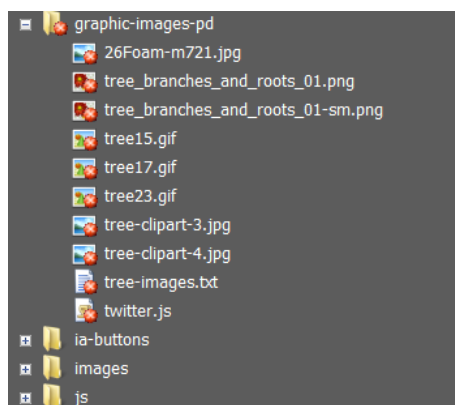 graphic-images-pd
26Foam-m721.jpg
tree_branches_and_roots_01.png
tree_branches_and_roots_01-sm.png
tree15.gif
tree17.gif
tree23.gif
tree-clipart-3.jpg
tree-clipart-4.jpg
tree-images.txt
twitter.js
ia-buttons
images
js